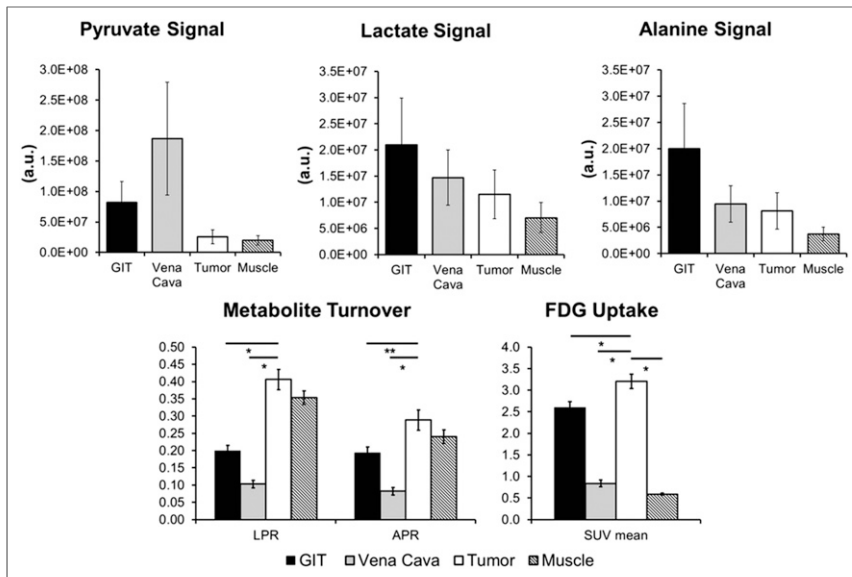 Pyruvate Signal
3.0E+08
2.5E+08
2.0E+08
1.5E+08
1.0E+08
5.0E+07
0.0E+00
(a.u.)
GIT
Vena
Cava
Tumor
Muscle
Lactate Signal
3.5E+07
3.0E+07
2.5E+07
2.0E+07
1.5E+07
1.0E+07
5.0E+06
0.0E+00
(a.u.)
GIT
Vena
Cava
Tumor
Muscle
Alanine Signal
3.5E+07
3.0E+07
2.5E+07
2.0E+07
1.5E+07
1.0E+07
5.0E+06
0.0E+00
(a.u.)
GIT
Vena
Cava
Tumor
Muscle
Metabolite Turnover
0.50
0.45
0.40
0.35
0.30
0.25
0.20
0.15
0.10
0.05
0.00
*
*
**
*
LPR
APR
FDG Uptake
4.0
3.5
3.0
2.5
2.0
1.5
1.0
0.5
0.0
*
*
*
SUV mean
GIT
Vena Cava
Tumor
Muscle